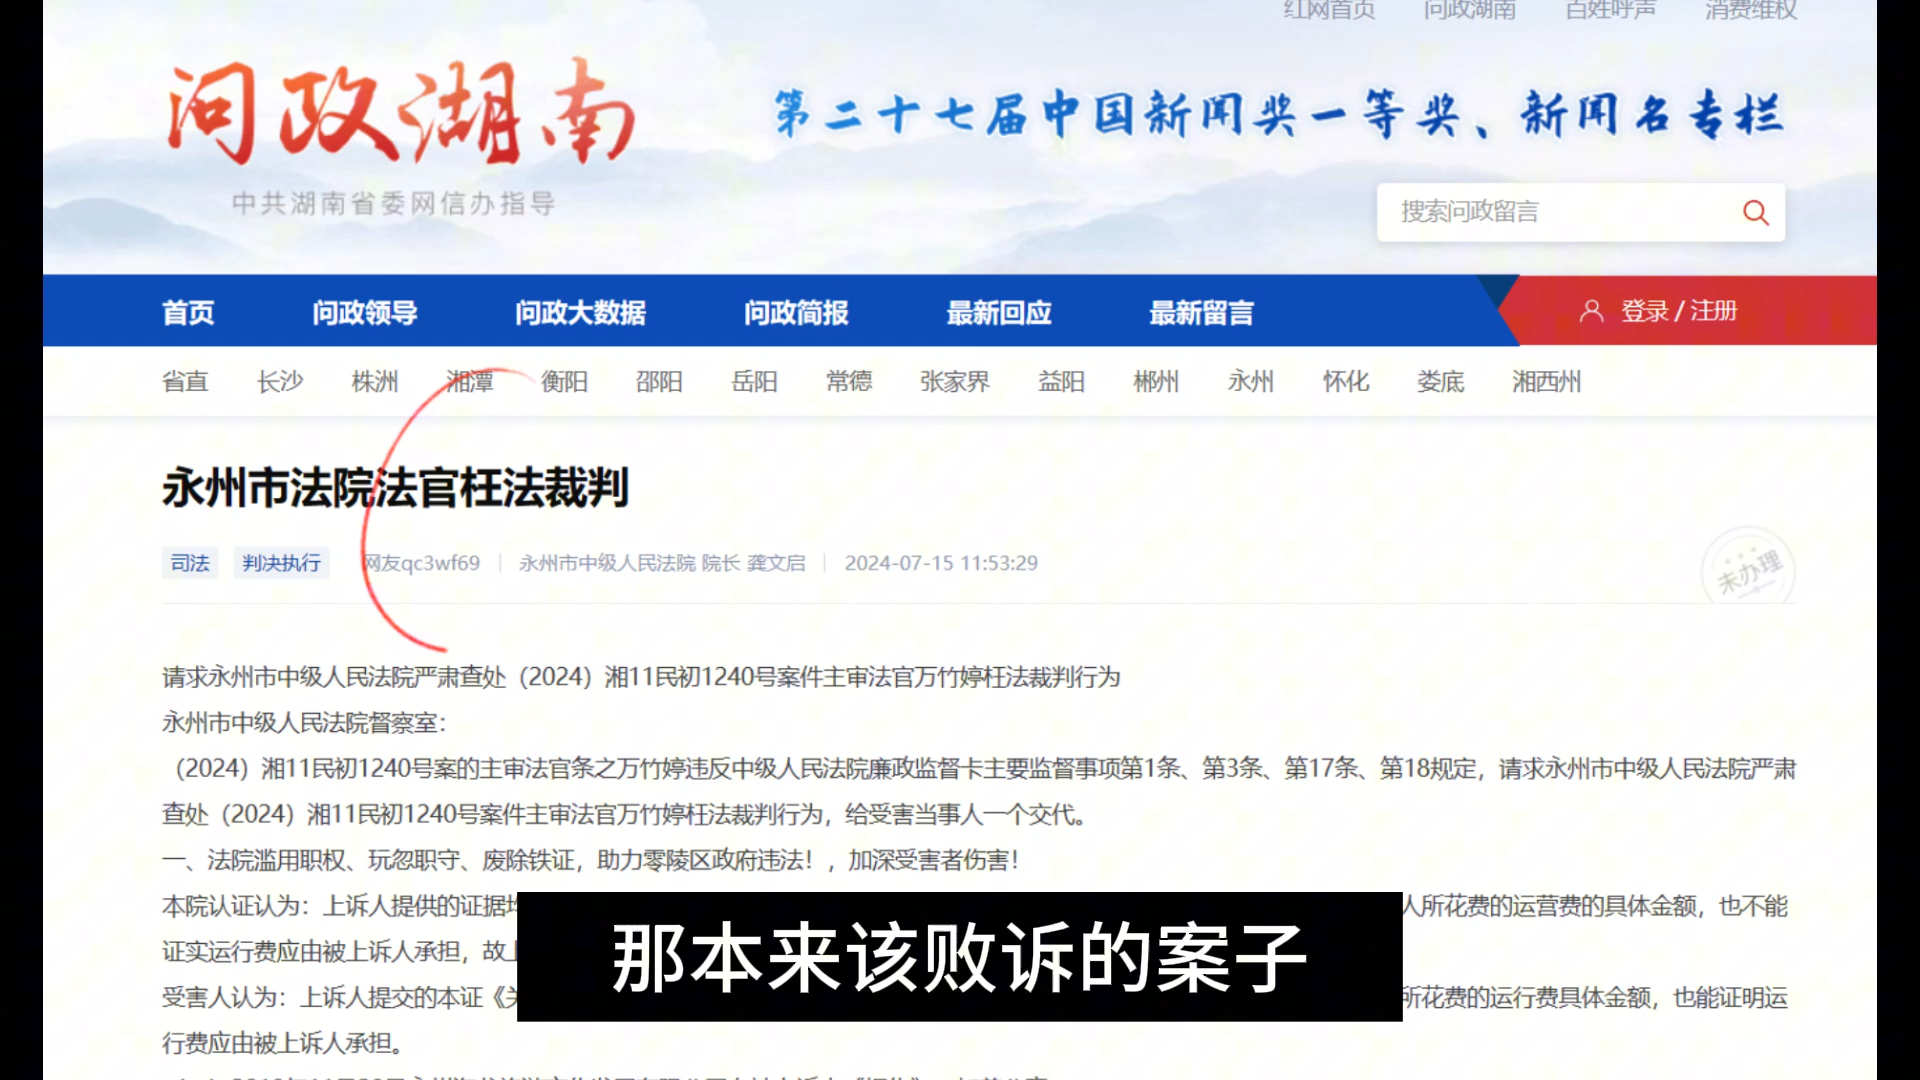 红网首页 问政湖南 百姓呼声 消费维权
问政湖南
第二十七届中国新闻奖一等奖、新闻名专栏
中共湖南省委网信办指导
搜索问政留言
首页 问政领导 问政大数据 问政简报 最新回应 最新留言 登录 / 注册
省直 长沙 株洲 湘潭 衡阳 邵阳 岳阳 常德 张家界 益阳 郴州 永州 怀化 娄底 湘西州
永州市法院法官枉法裁判
司法 判决执行 网友qc3wf69 永州市中级人民法院 院长 龚文启 2024-07-15 11:53:29
未办理
请求永州市中级人民法院严肃查处（2024）湘11民初1240号案件主审法官万竹婷枉法裁判行为
永州市中级人民法院督察室：
（2024）湘11民初1240号案的主审法官条之万竹婷违反中级人民法院廉政监督卡主要监督事项第1条、第3条、第17条、第18规定，请求永州市中级人民法院严肃
查处（2024）湘11民初1240号案件主审法官万竹婷枉法裁判行为，给受害当事人一个交代。
一、法院滥用职权、玩忽职守、废除铁证，助力零陵区政府违法！，加深受害者伤害！
本院认证认为：上诉人提供的证据 人所花费的运营费的具体金额，也不能
证实运行费应由被上诉人承担，故
受害人认为：上诉人提交的本证《 所花费的运行费具体金额，也能证明运
行费应由被上诉人承担。
那本来该败诉的案子